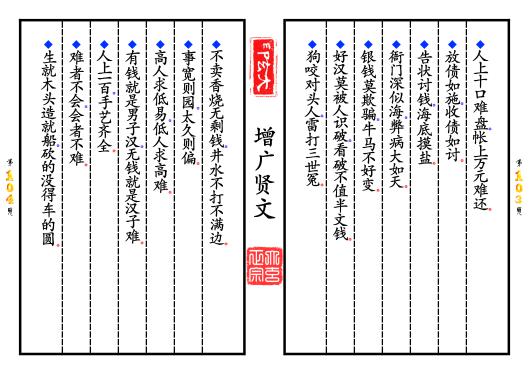 第103页
人上十口难盘，帐上万元难还。
放债如施，收债如讨。
告状讨钱，海底摸盐。
衙门深似海，弊病大如天。
银钱莫欺骗，牛马不好变。
好汉莫被人识破，看破不值半文钱。
狗咬对头人，雷打三世冤。
增广贤文
不卖香烧无剩钱，井水不打不满边。
事宽则园，太久则偏。
高人求低易，低人求高难。
有钱就是男子汉，无钱就是汉子难。
人上一百，手艺齐全。
难者不会，会者不难。
生就木头造就船，砍的没得车的圆。
第104页